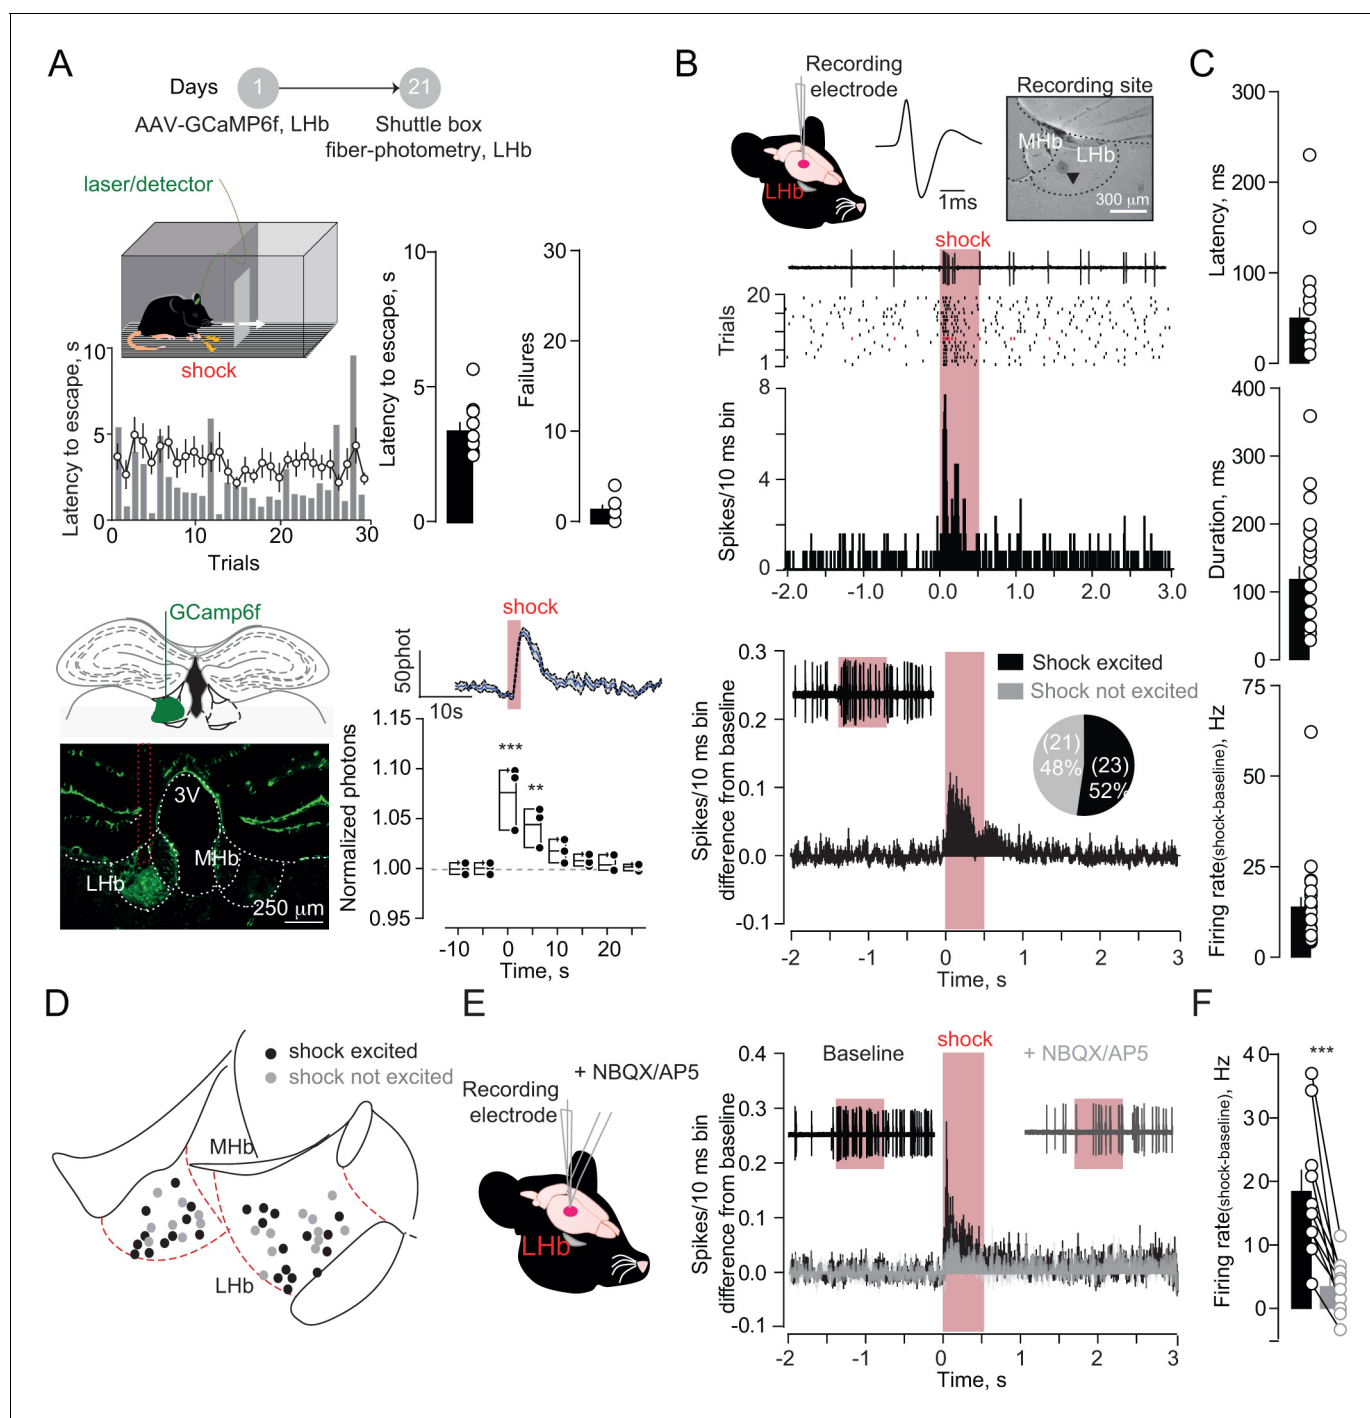 A
Days
1
21
AAV-GCaMP6f, LHb
Shuttle box
fiber-photometry, LHb
laser/detector
shock
Latency to escape, s
10
5
0
0
10
20
30
Trials
Latency to escape, s
10
5
0
Failures
30
20
10
0
GCamp6f
3V
MHb
LHb
250 μm
shock
50phot
10s
Normalized photons
1.15
1.10
1.05
1.00
0.95
***
**
-10
0
10
20
Time, s
B
Recording
electrode
LHb
1ms
Recording site
MHb
LHb
300 μm
shock
Trials
20
1
Spikes/10 ms bin
8
4
0
-2.0
-1.0
0.0
1.0
3.0
Spikes/10 ms bin
difference from baseline
0.3
0.2
0.1
0.0
-0.1
Shock excited
Shock not excited
(21)
48%
(23)
52%
-2
-1
0
1
2
3
Time, s
C
Latency, ms
300
200
100
0
Duration, ms
400
300
200
100
0
Firing rate(shock-baseline), Hz
75
50
25
0
D
shock excited
shock not excited
MHb
LHb
E
+ NBQX/AP5
Recording
electrode
LHb
Spikes/10 ms bin
difference from baseline
0.4
0.3
0.2
0.1
0.0
-0.1
Baseline
shock
+ NBQX/AP5
-2
-1
0
1
2
3
Time, s
F
Firing rate(shock-baseline), Hz
40
30
20
10
0
***